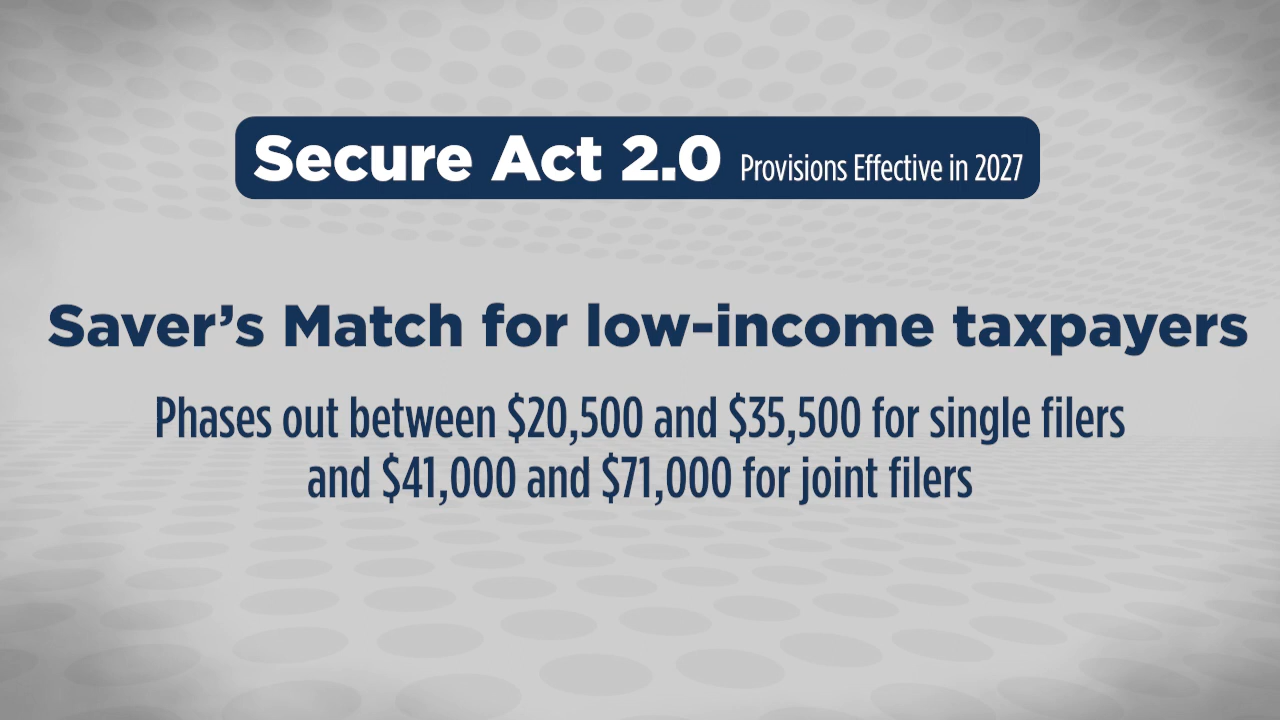 Secure Act 2.0 Provisions Effective in 2027
Saver's Match for low-income taxpayers
Phases out between $20,500 and $35,500 for single filers
and $41,000 and $71,000 for joint filers